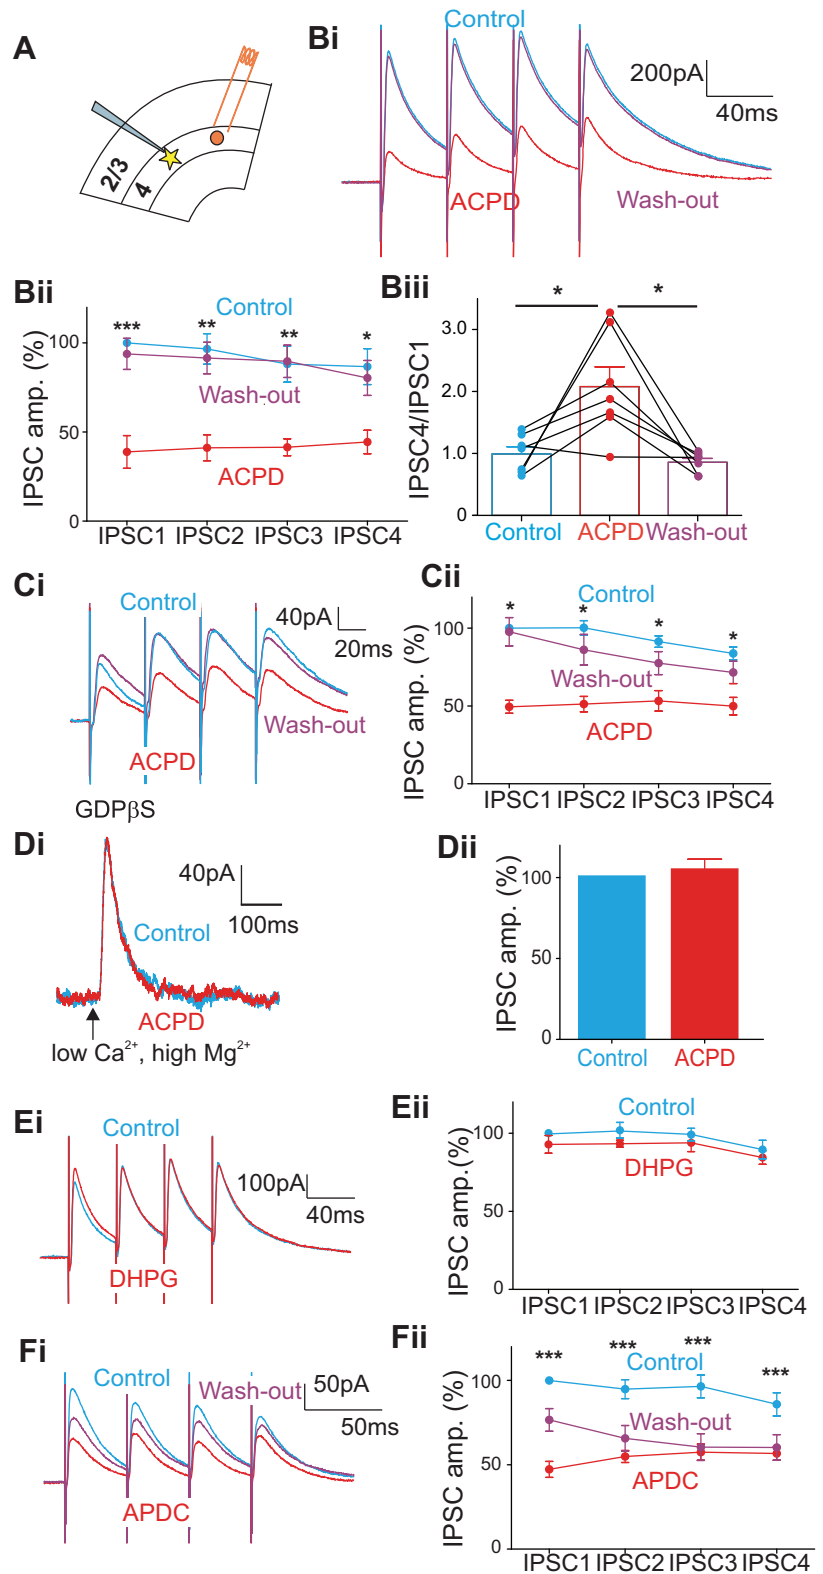 A
2/3
4
Bi
Control
200pA
40ms
ACPD
Wash-out
Bii
IPSC amp. (%)
100
50
0
***
**
**
*
Control
Wash-out
ACPD
IPSC1
IPSC2
IPSC3
IPSC4
Biii
IPSC4/IPSC1
3.0
2.0
1.0
0
*
*
Control
ACPD
Wash-out
Ci
Control
40pA
20ms
Wash-out
ACPD
GDPβS
Cii
IPSC amp. (%)
100
50
0
*
*
*
*
Control
Wash-out
ACPD
IPSC1
IPSC2
IPSC3
IPSC4
Di
40pA
100ms
Control
ACPD
low Ca²⁺, high Mg²⁺
Dii
IPSC amp. (%)
100
50
0
Control
ACPD
Ei
Control
100pA
40ms
DHPG
Eii
IPSC amp.(%)
100
50
0
Control
DHPG
IPSC1
IPSC2
IPSC3
IPSC4
Fi
Control
Wash-out
50pA
50ms
APDC
Fii
IPSC amp. (%)
100
50
0
***
***
***
***
Control
Wash-out
APDC
IPSC1
IPSC2
IPSC3
IPSC4